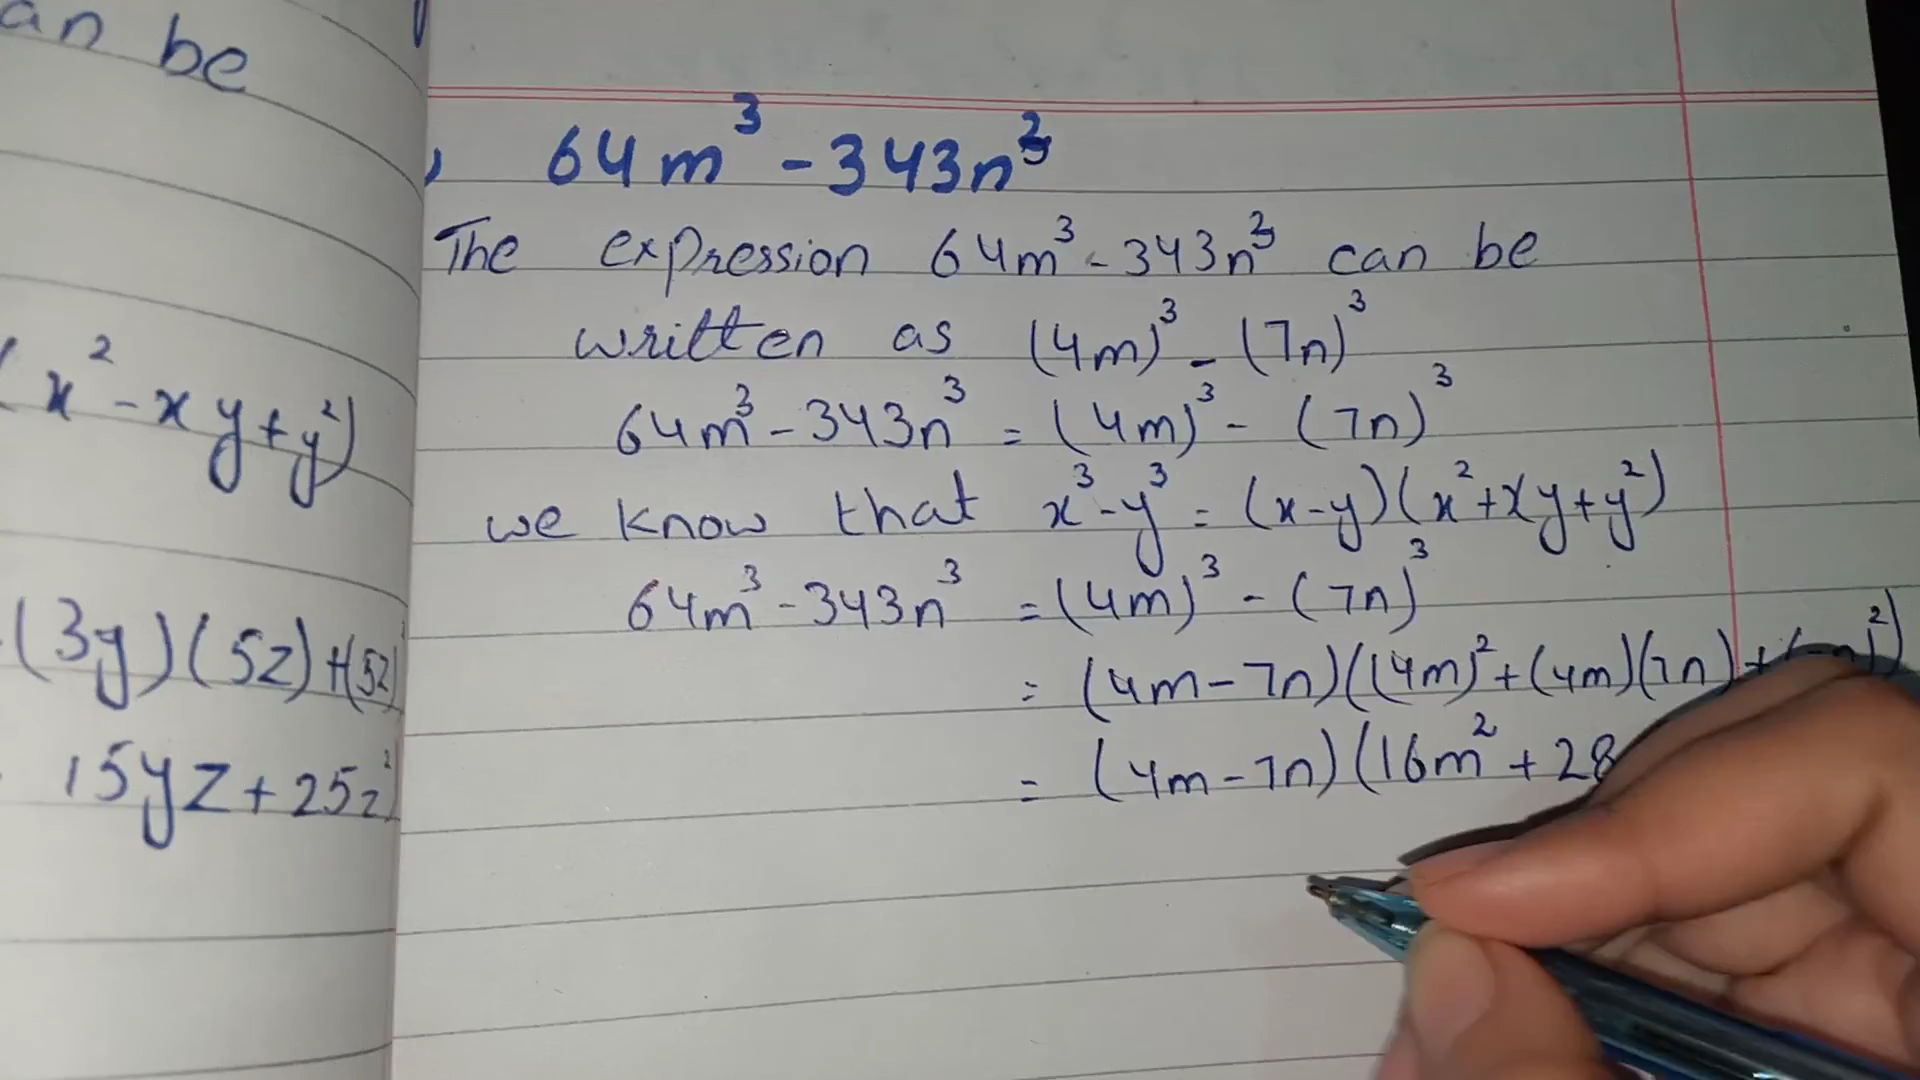 an be
(x² - xy + y²)
(3y)(5z) + (5z)
15yz + 25z²)
64m³ - 343n³
The expression 64m³ - 343n³ can be
written as (4m)³ - (7n)³
64m³ - 343n³ = (4m)³ - (7n)³
we know that x³ - y³ = (x - y)(x² + xy + y²)
64m³ - 343n³ = (4m)³ - (7n)³
= (4m - 7n)((4m)² + (4m)(7n) + ( n)²)
= (4m - 7n)(16m² + 28